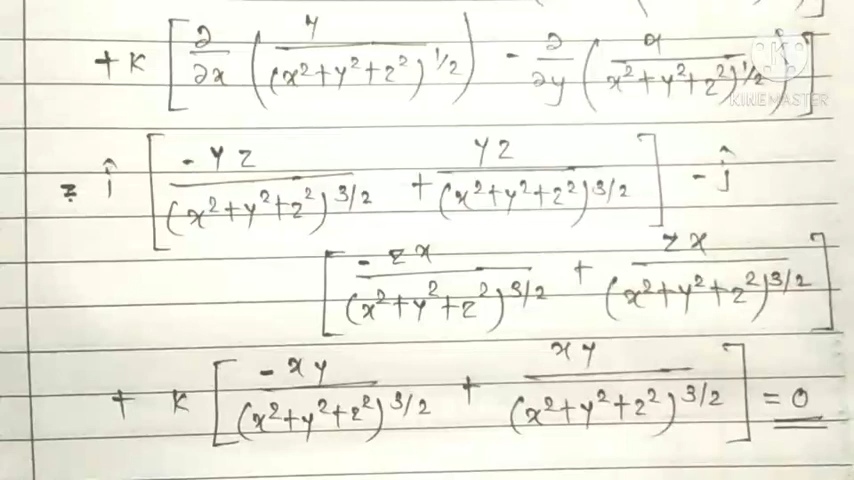 + K [ ∂/∂x ( y/(x²+y²+z²)^1/2 ) - ∂/∂y ( x/(x²+y²+z²)^1/2 ) ]
KINEMASTER
= î [ -yz/(x²+y²+z²)^3/2 + yz/(x²+y²+z²)^3/2 ] - ĵ
[ -zx/(x²+y²+z²)^3/2 + zx/(x²+y²+z²)^3/2 ]
+ K [ -xy/(x²+y²+z²)^3/2 + xy/(x²+y²+z²)^3/2 ] = 0